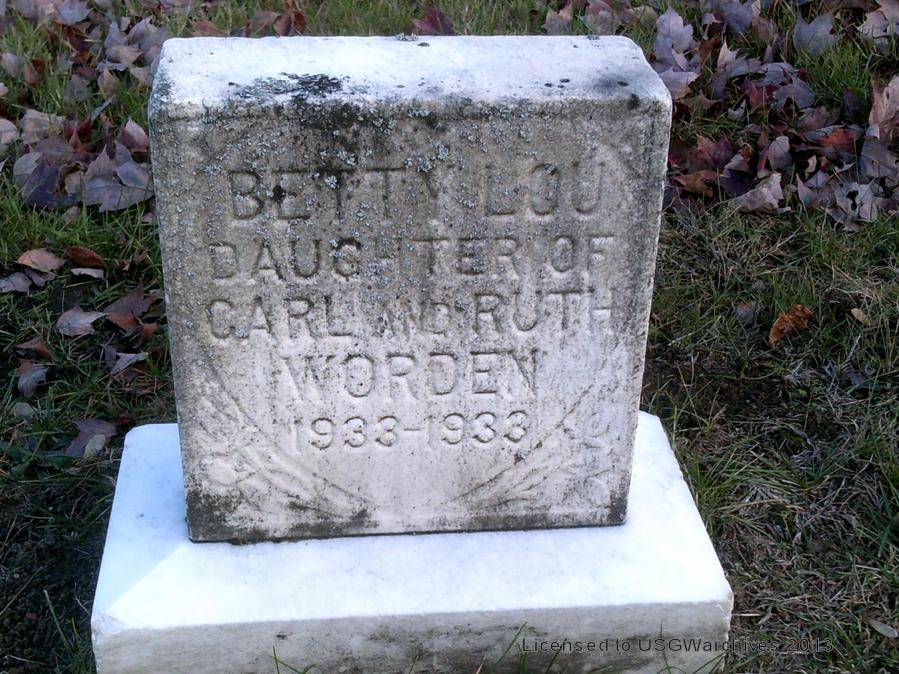 BETTY LOU
DAUGHTER OF
CARL AND RUTH
WORDEN
1933-1933
Licensed to USGWarchives 2013